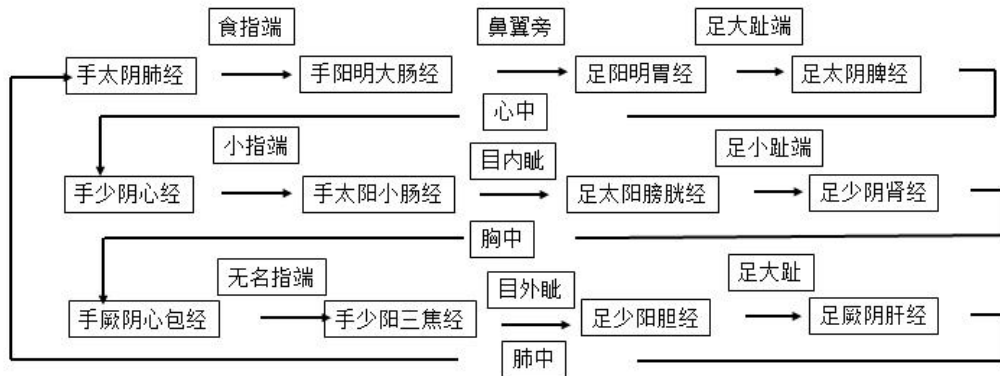 食指端 鼻翼旁 足大趾端
手太阴肺经 手阳明大肠经 足阳明胃经 足太阴脾经
心中
小指端 目内眦 足小趾端
手少阴心经 手太阳小肠经 足太阳膀胱经 足少阴肾经
胸中
无名指端 目外眦 足大趾
手厥阴心包经 手少阳三焦经 足少阳胆经 足厥阴肝经
肺中